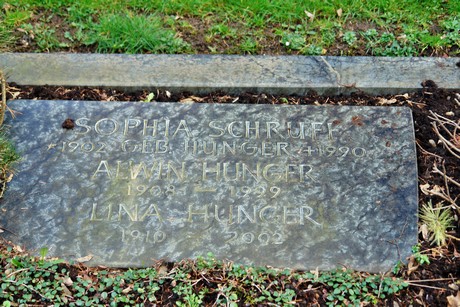 SOPHIA SCHRUFF
*1902 GEB. HUNGER +1990
ALWIN HUNGER
1908 – 1999
LINA HUNGER
1910 – 2002